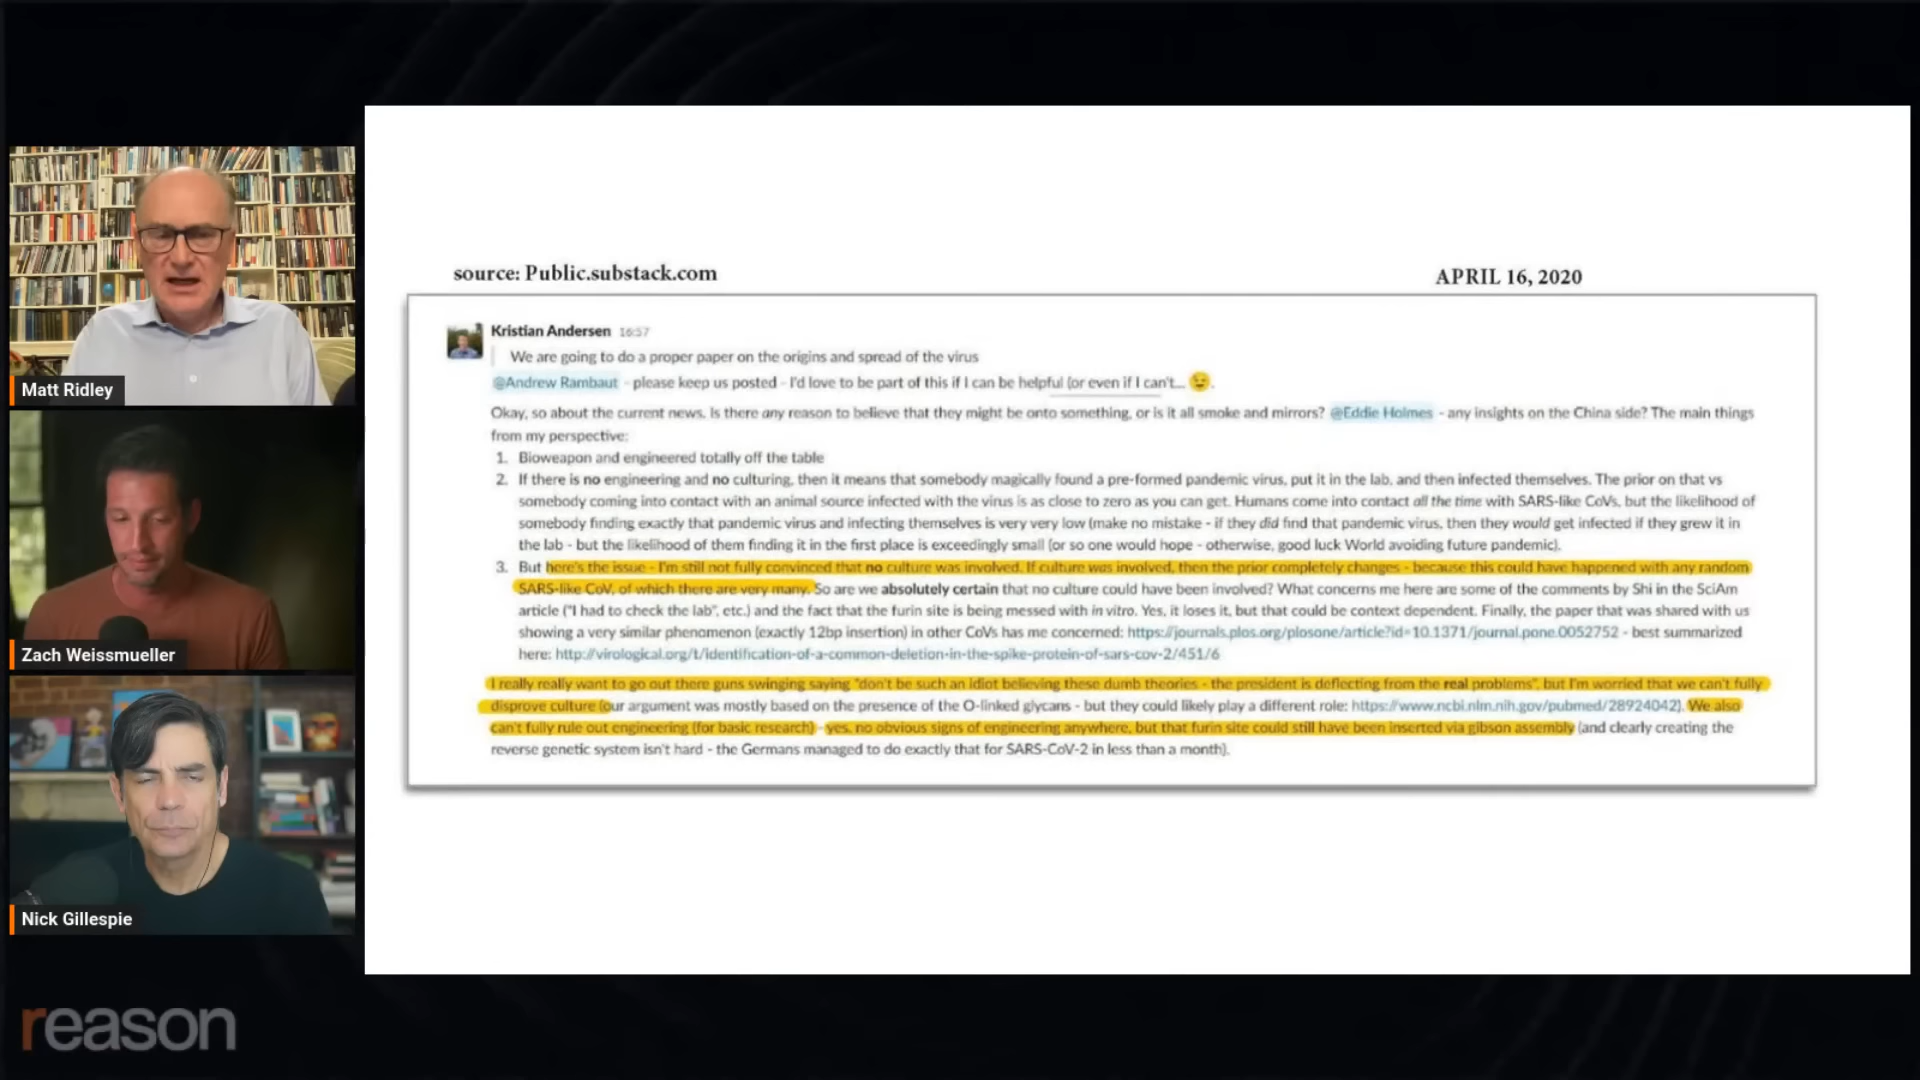 source: Public.substack.com
APRIL 16, 2020
Kristian Andersen 16:57
We are going to do a proper paper on the origins and spread of the virus
@Andrew Rambaut - please keep us posted - I'd love to be part of this if I can be helpful (or even if I can't... 😉.
Okay, so about the current news. Is there any reason to believe that they might be onto something, or is it all smoke and mirrors? @Eddie Holmes - any insights on the China side? The main things
from my perspective:
1. Bioweapon and engineered totally off the table
2. If there is no engineering and no culturing, then it means that somebody magically found a pre-formed pandemic virus, put it in the lab, and then infected themselves. The prior on that vs
somebody coming into contact with an animal source infected with the virus is as close to zero as you can get. Humans come into contact all the time with SARS-like CoVs, but the likelihood of
somebody finding exactly that pandemic virus and infecting themselves is very very low (make no mistake - if they did find that pandemic virus, then they would get infected if they grew it in
the lab - but the likelihood of them finding it in the first place is exceedingly small (or so one would hope - otherwise, good luck World avoiding future pandemic).
3. But here's the issue - I'm still not fully convinced that no culture was involved. If culture was involved, then the prior completely changes - because this could have happened with any random
SARS-like CoV, of which there are very many. So are we absolutely certain that no culture could have been involved? What concerns me here are some of the comments by Shi in the SciAm
article ("I had to check the lab", etc.) and the fact that the furin site is being messed with in vitro. Yes, it loses it, but that could be context dependent. Finally, the paper that was shared with us
showing a very similar phenomenon (exactly 12bp insertion) in other CoVs has me concerned: https://journals.plos.org/plosone/article?id=10.1371/journal.pone.0052752 - best summarized
here: http://virological.org/t/identification-of-a-common-deletion-in-the-spike-protein-of-sars-cov-2/451/6
I really really want to go out there guns swinging saying "don't be such an idiot believing these dumb theories - the president is deflecting from the real problems", but I'm worried that we can't fully
disprove culture (our argument was mostly based on the presence of the O-linked glycans - but they could likely play a different role: https://www.ncbi.nlm.nih.gov/pubmed/28924042). We also
can't fully rule out engineering (for basic research) - yes, no obvious signs of engineering anywhere, but that furin site could still have been inserted via gibson assembly (and clearly creating the
reverse genetic system isn't hard - the Germans managed to do exactly that for SARS-CoV-2 in less than a month).
Matt Ridley
Zach Weissmueller
Nick Gillespie
reason